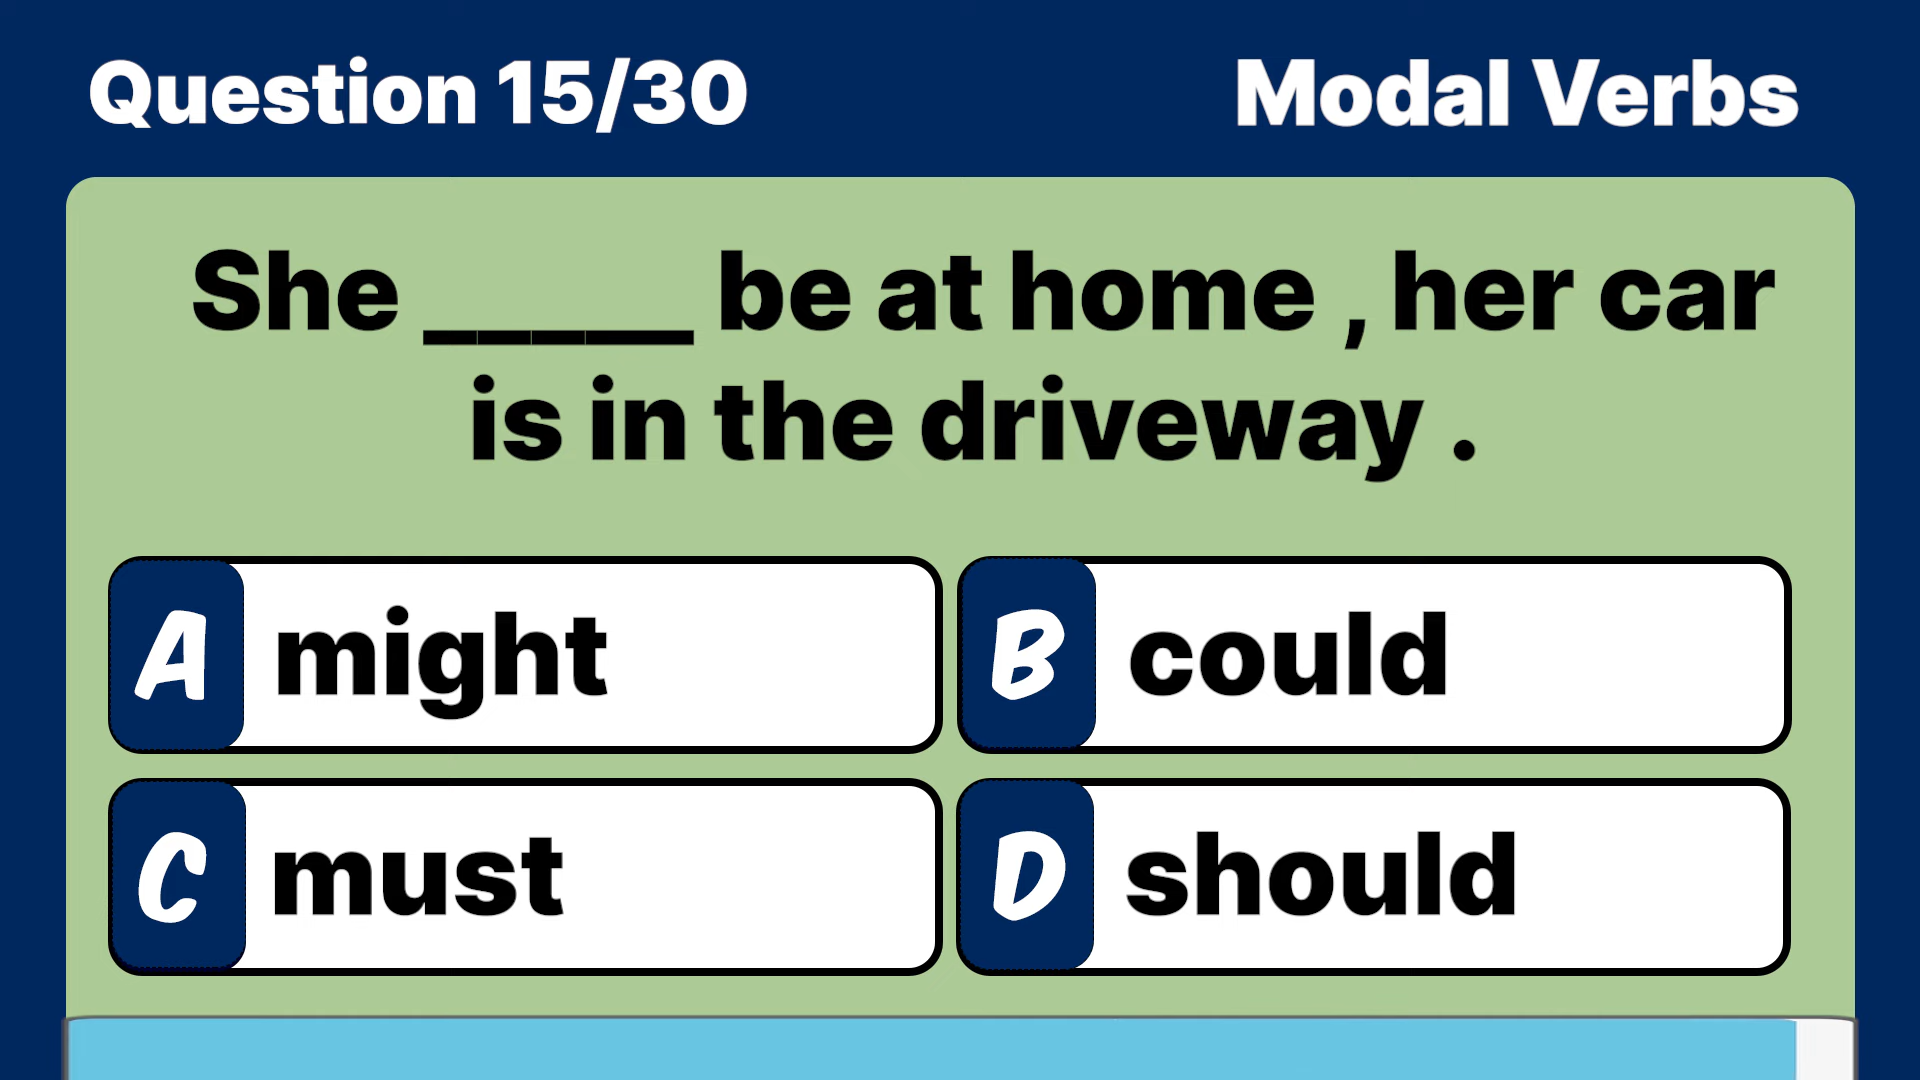 Question 15/30
Modal Verbs
She _____ be at home , her car
is in the driveway .
A might
B could
C must
D should